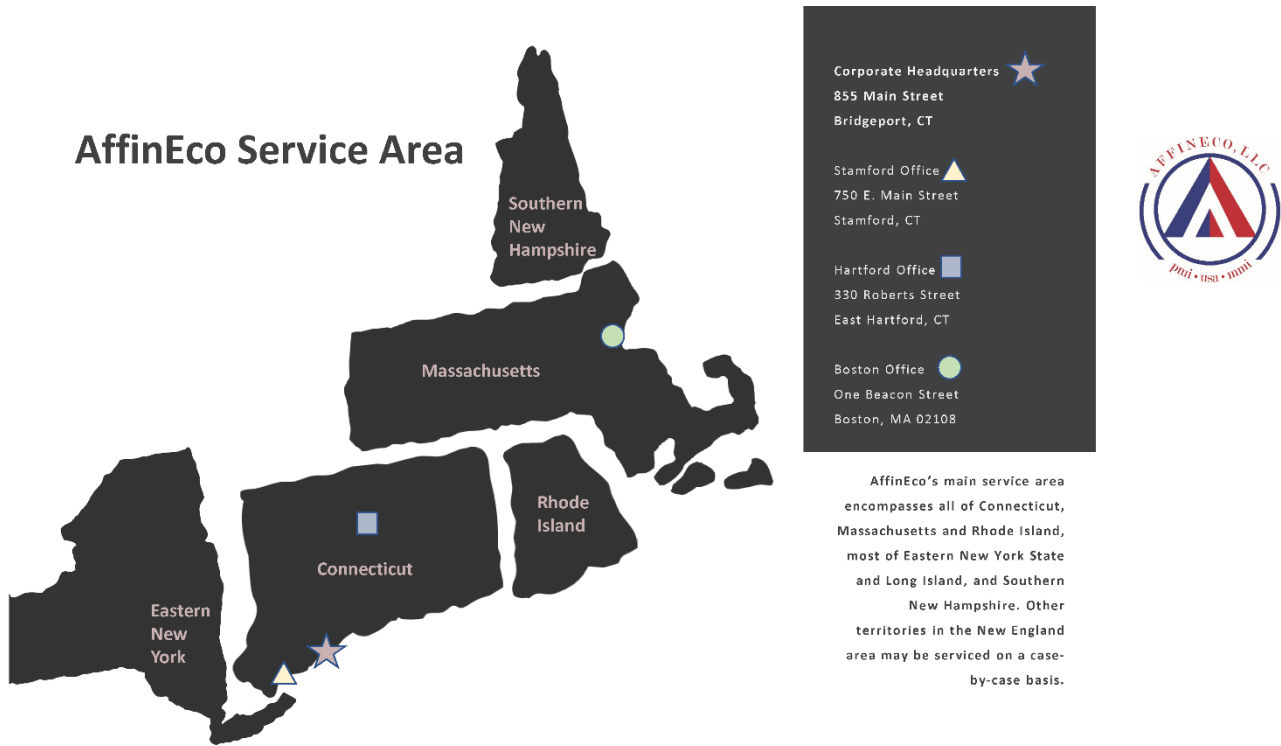 AffinEco Service Area
Southern
New
Hampshire
Massachusetts
Rhode
Island
Connecticut
Eastern
New
York
Corporate Headquarters
855 Main Street
Bridgeport, CT
Stamford Office
750 E. Main Street
Stamford, CT
Hartford Office
330 Roberts Street
East Hartford, CT
Boston Office
One Beacon Street
Boston, MA 02108
AffinEco's main service area
encompasses all of Connecticut,
Massachusetts and Rhode Island,
most of Eastern New York State
and Long Island, and Southern
New Hampshire. Other
territories in the New England
area may be serviced on a case-
by-case basis.
AFFINECO, LLC
pmi • usa • mmi